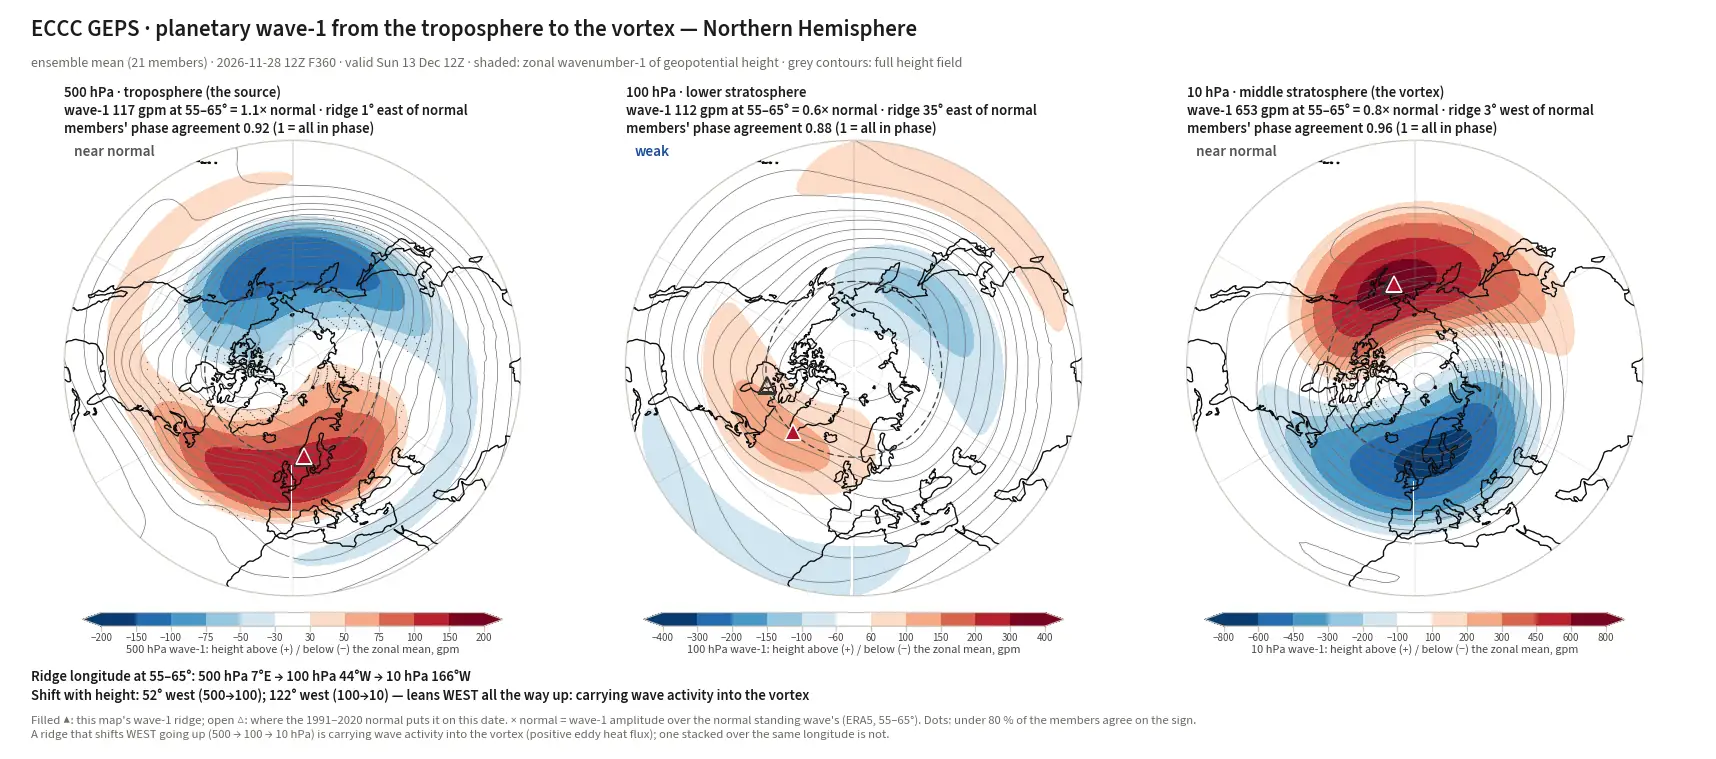 ECCC GEPS · planetary wave-1 from the troposphere to the vortex — Northern Hemisphere
ensemble mean (21 members) · 2026-11-28 12Z F360 · valid Sun 13 Dec 12Z · shaded: zonal wavenumber-1 of geopotential height · grey contours: full height field
500 hPa · troposphere (the source)
wave-1 117 gpm at 55–65° = 1.1× normal · ridge 1° east of normal
members' phase agreement 0.92 (1 = all in phase)
near normal
100 hPa · lower stratosphere
wave-1 112 gpm at 55–65° = 0.6× normal · ridge 35° east of normal
members' phase agreement 0.88 (1 = all in phase)
weak
10 hPa · middle stratosphere (the vortex)
wave-1 653 gpm at 55–65° = 0.8× normal · ridge 3° west of normal
members' phase agreement 0.96 (1 = all in phase)
near normal
−200 −150 −100 −75 −50 −30 30 50 75 100 150 200
500 hPa wave-1: height above (+) / below (−) the zonal mean, gpm
−400 −300 −200 −150 −100 −60 60 100 150 200 300 400
100 hPa wave-1: height above (+) / below (−) the zonal mean, gpm
−800 −600 −450 −300 −200 −100 100 200 300 450 600 800
10 hPa wave-1: height above (+) / below (−) the zonal mean, gpm
Ridge longitude at 55–65°: 500 hPa 7°E → 100 hPa 44°W → 10 hPa 166°W
Shift with height: 52° west (500→100); 122° west (100→10) — leans WEST all the way up: carrying wave activity into the vortex
Filled ▲: this map's wave-1 ridge; open △: where the 1991–2020 normal puts it on this date. × normal = wave-1 amplitude over the normal standing wave's (ERA5, 55–65°). Dots: under 80 % of the members agree on the sign.
A ridge that shifts WEST going up (500 → 100 → 10 hPa) is carrying wave activity into the vortex (positive eddy heat flux); one stacked over the same longitude is not.